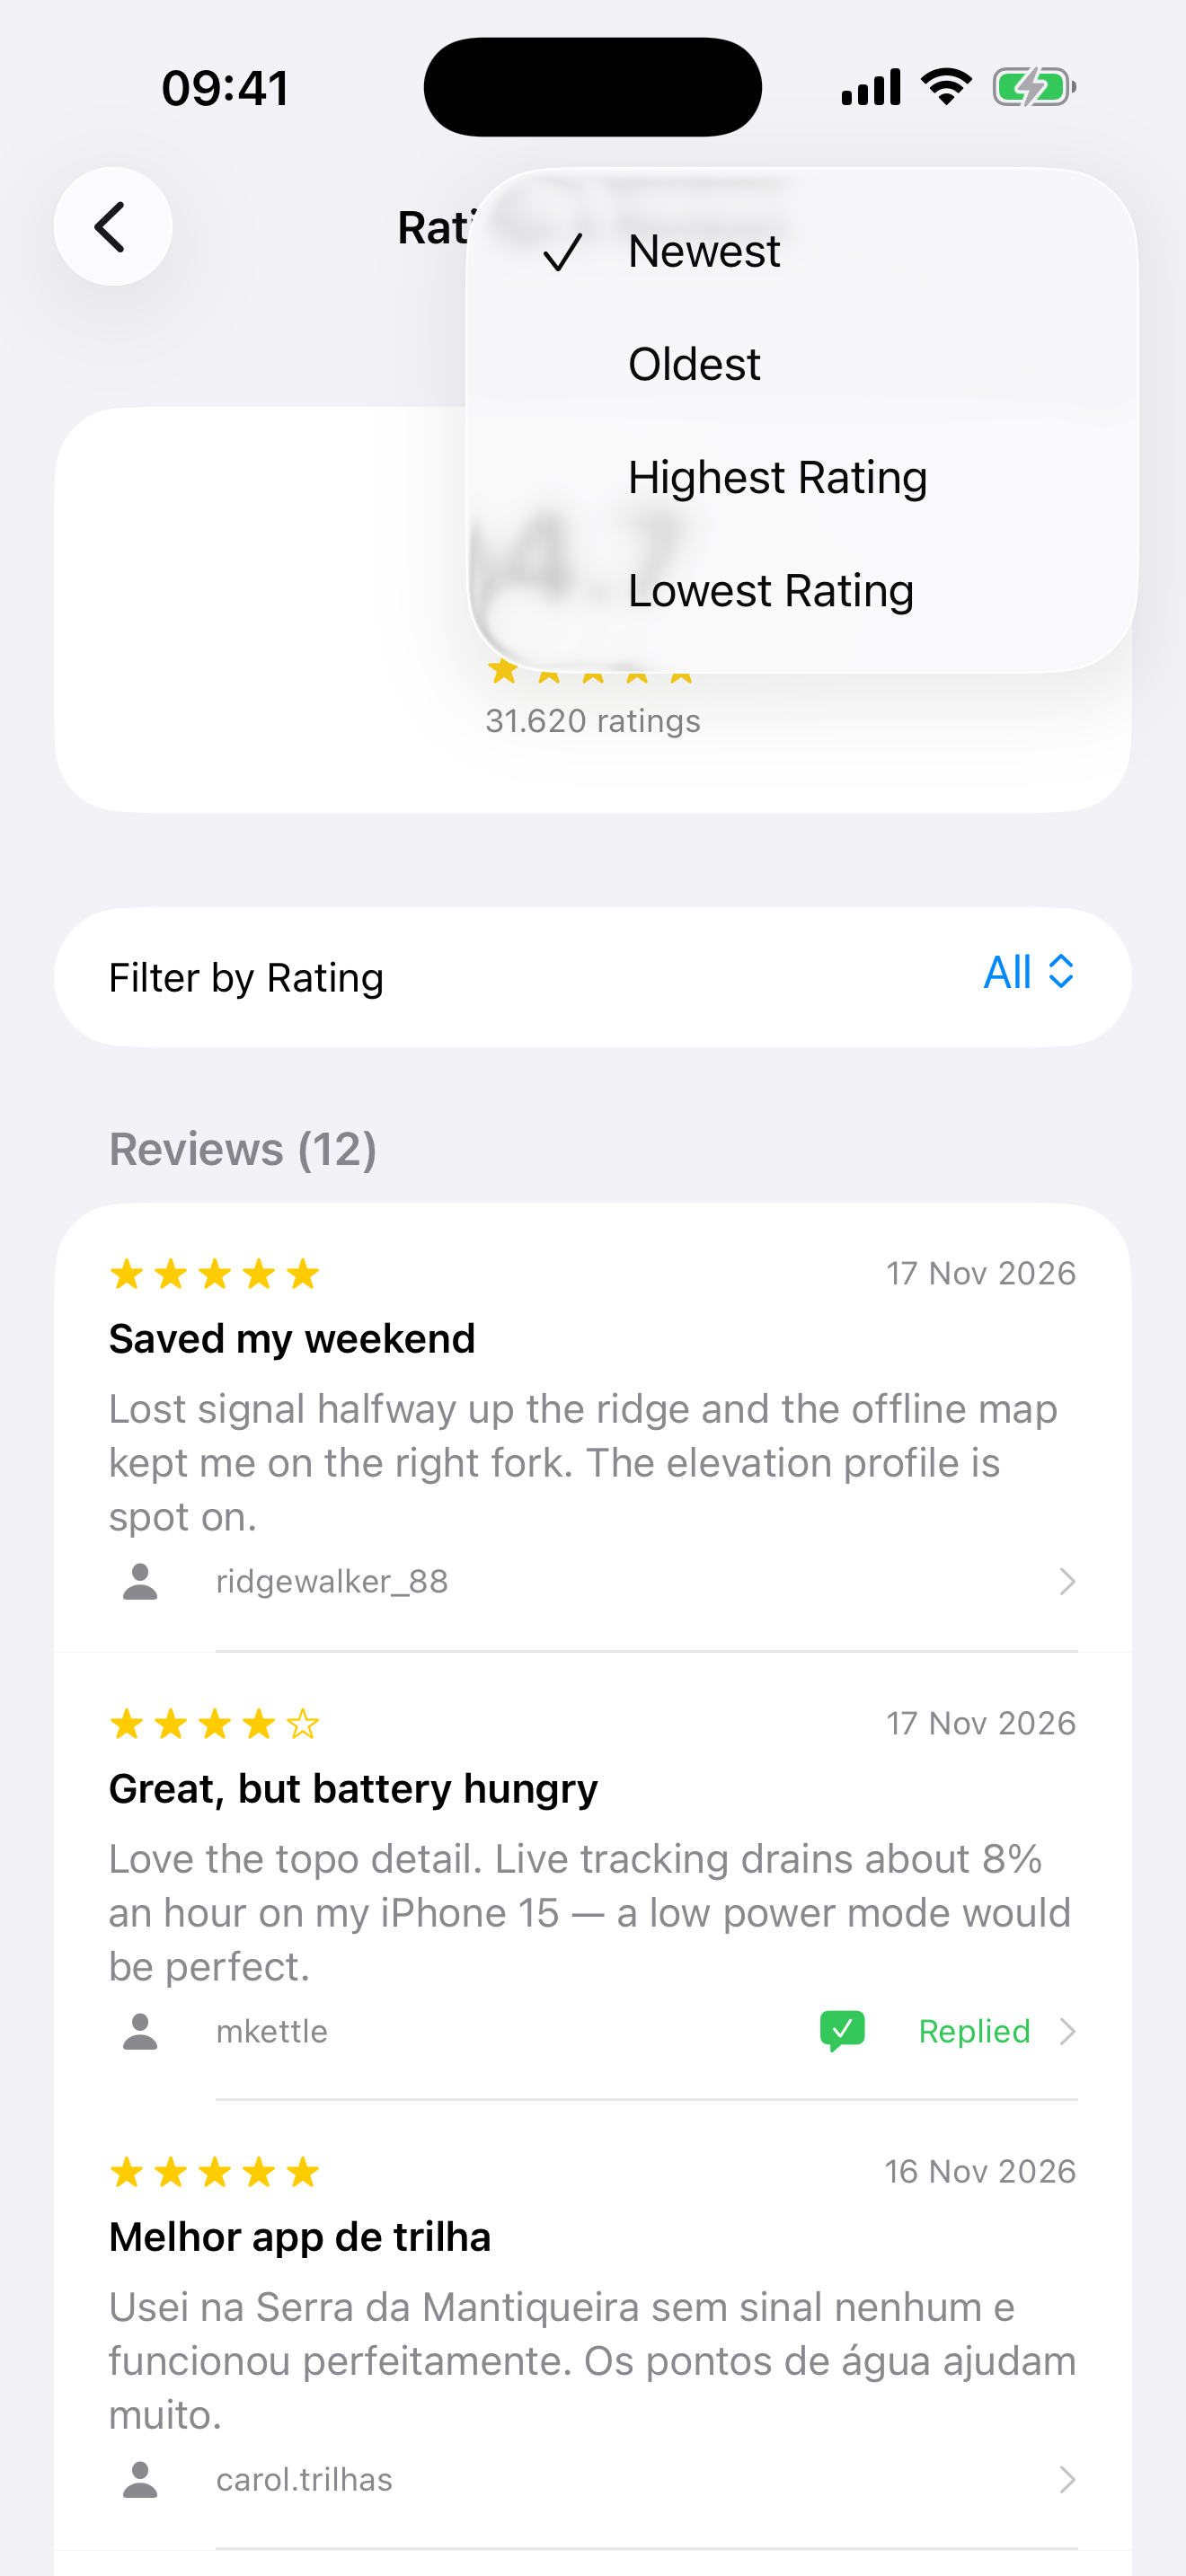 09:41
Rati
Newest
Oldest
Highest Rating
Lowest Rating
4.7
31.620 ratings
Filter by Rating
All
Reviews (12)
17 Nov 2026
Saved my weekend
Lost signal halfway up the ridge and the offline map
kept me on the right fork. The elevation profile is
spot on.
ridgewalker_88
17 Nov 2026
Great, but battery hungry
Love the topo detail. Live tracking drains about 8%
an hour on my iPhone 15 — a low power mode would
be perfect.
mkettle
Replied
16 Nov 2026
Melhor app de trilha
Usei na Serra da Mantiqueira sem sinal nenhum e
funcionou perfeitamente. Os pontos de água ajudam
muito.
carol.trilhas